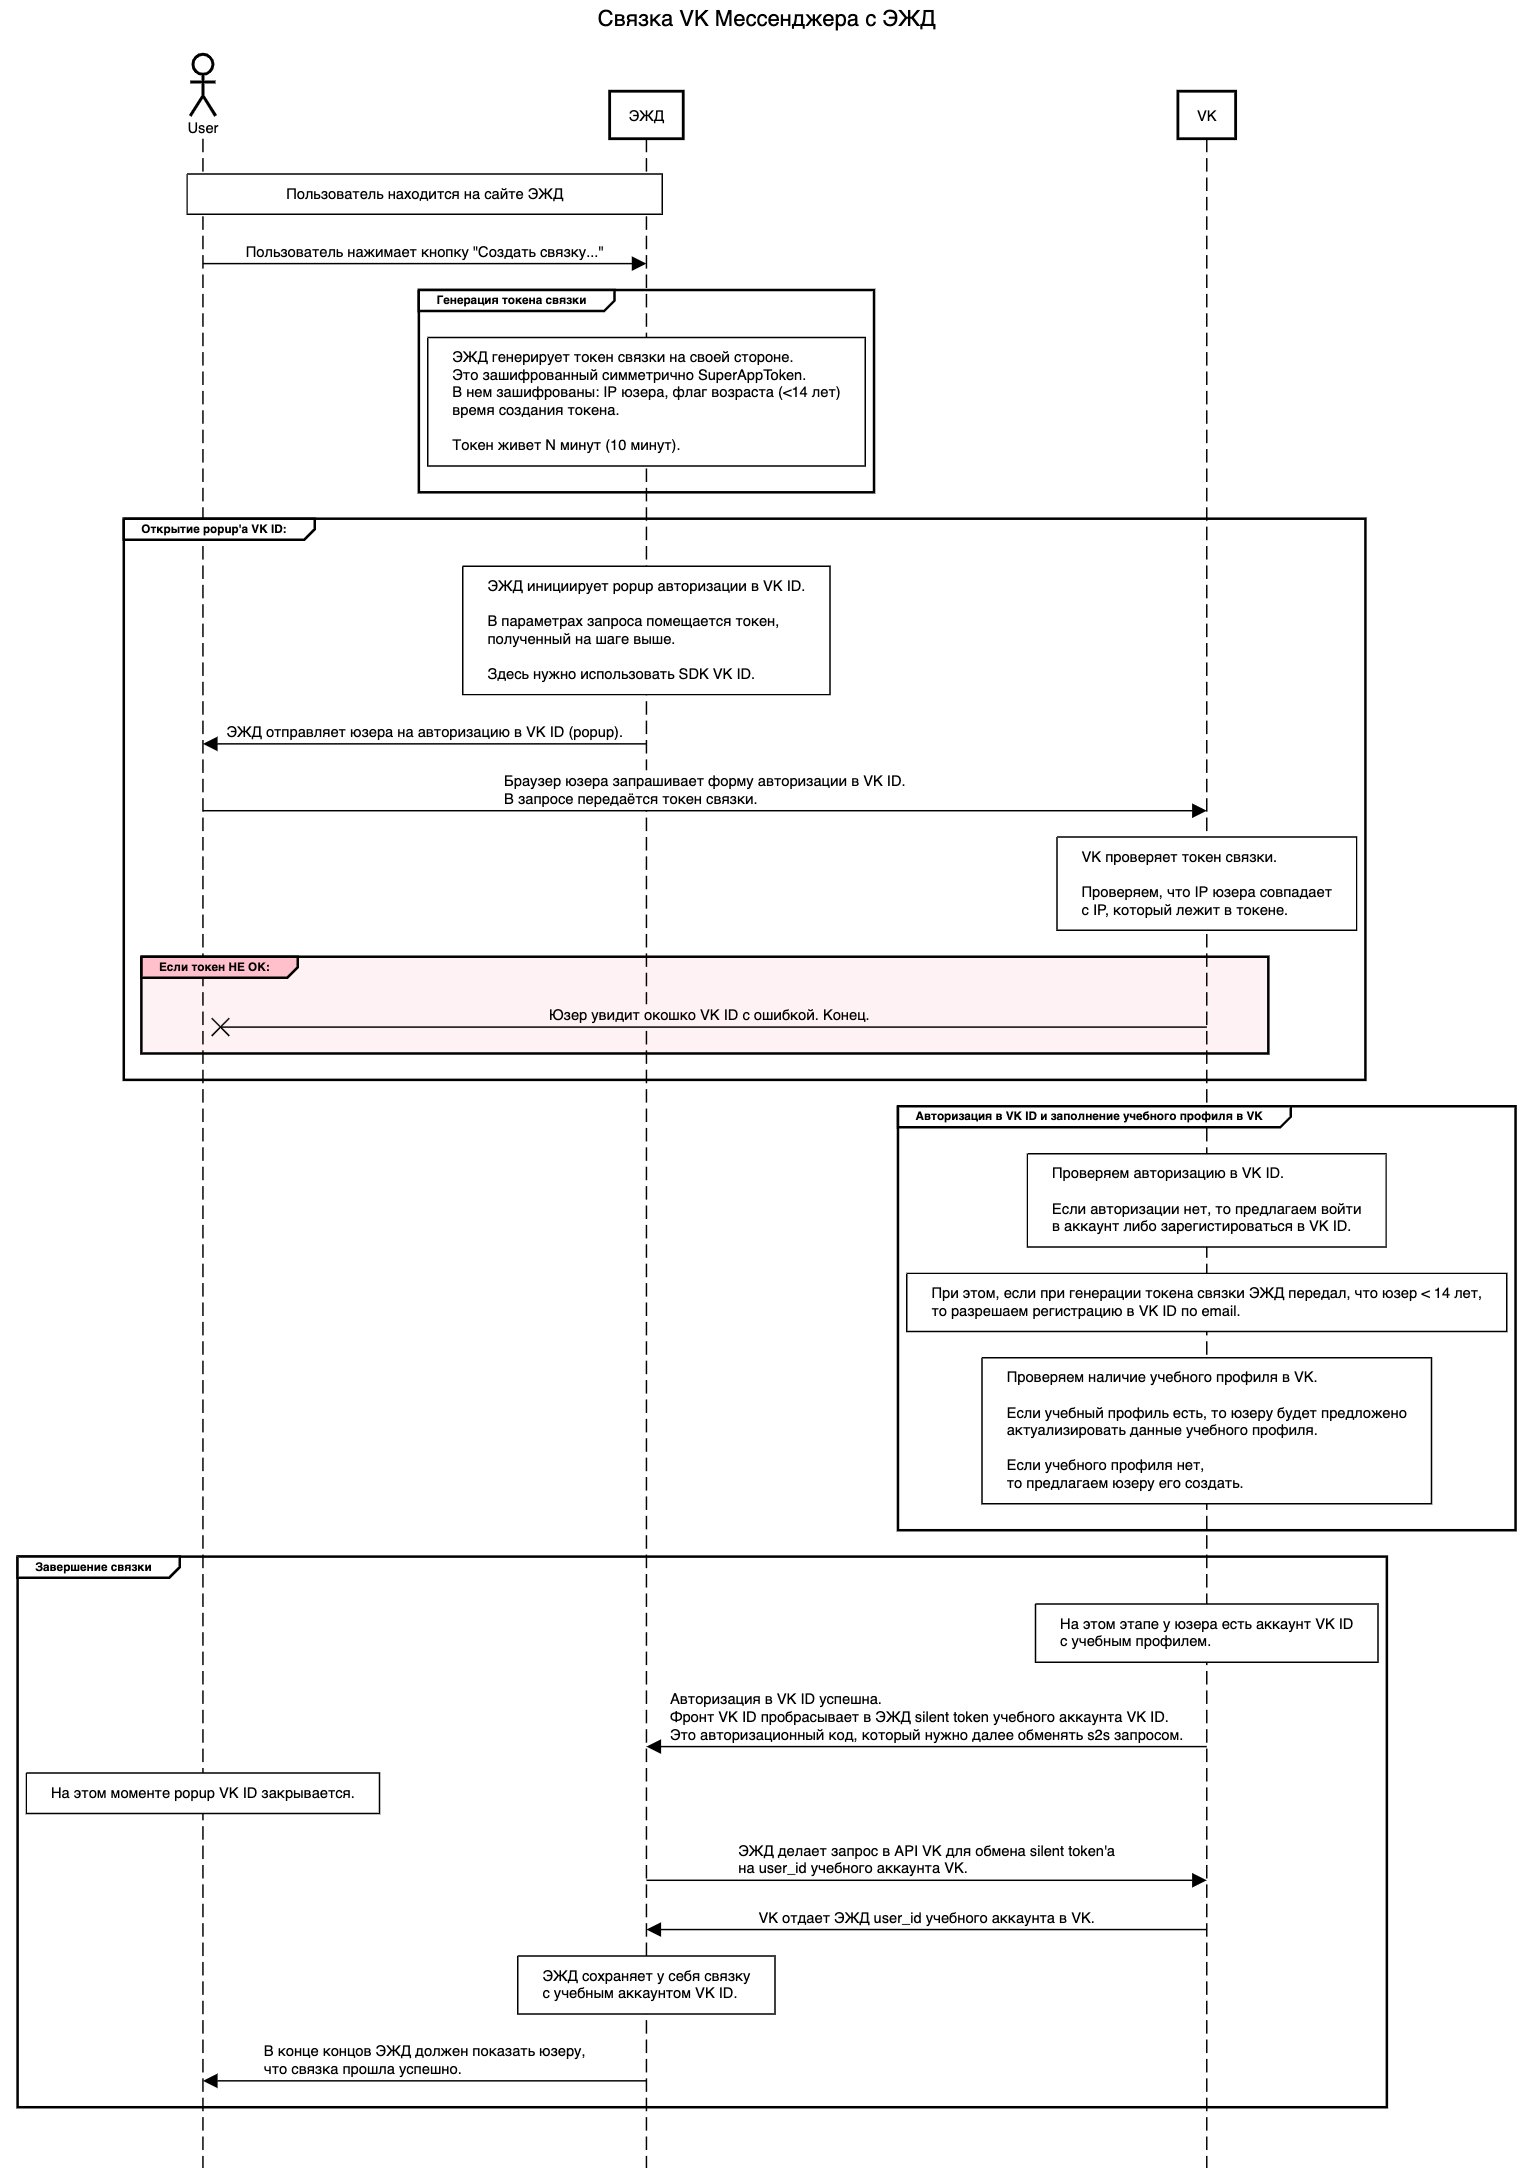 Связка VK Мессенджера с ЭЖД
User
ЭЖД
VK
Пользователь находится на сайте ЭЖД
Пользователь нажимает кнопку "Создать связку..."
Генерация токена связки
ЭЖД генерирует токен связки на своей стороне.
Это зашифрованный симметрично SuperAppToken.
В нем зашифрованы: IP юзера, флаг возраста (<14 лет)
время создания токена.
Токен живет N минут (10 минут).
Открытие popup'a VK ID:
ЭЖД инициирует popup авторизации в VK ID.
В параметрах запроса помещается токен,
полученный на шаге выше.
Здесь нужно использовать SDK VK ID.
ЭЖД отправляет юзера на авторизацию в VK ID (popup).
Браузер юзера запрашивает форму авторизации в VK ID.
В запросе передаётся токен связки.
VK проверяет токен связки.
Проверяем, что IP юзера совпадает
с IP, который лежит в токене.
Если токен НЕ ОК:
Юзер увидит окошко VK ID с ошибкой. Конец.
Авторизация в VK ID и заполнение учебного профиля в VK
Проверяем авторизацию в VK ID.
Если авторизации нет, то предлагаем войти
в аккаунт либо зарегистироваться в VK ID.
При этом, если при генерации токена связки ЭЖД передал, что юзер < 14 лет,
то разрешаем регистрацию в VK ID по email.
Проверяем наличие учебного профиля в VK.
Если учебный профиль есть, то юзеру будет предложено
актуализировать данные учебного профиля.
Если учебного профиля нет,
то предлагаем юзеру его создать.
Завершение связки
На этом этапе у юзера есть аккаунт VK ID
с учебным профилем.
Авторизация в VK ID успешна.
Фронт VK ID пробрасывает в ЭЖД silent token учебного аккаунта VK ID.
Это авторизационный код, который нужно далее обменять s2s запросом.
На этом моменте popup VK ID закрывается.
ЭЖД делает запрос в API VK для обмена silent token'a
на user_id учебного аккаунта VK.
VK отдает ЭЖД user_id учебного аккаунта в VK.
ЭЖД сохраняет у себя связку
с учебным аккаунтом VK ID.
В конце концов ЭЖД должен показать юзеру,
что связка прошла успешно.